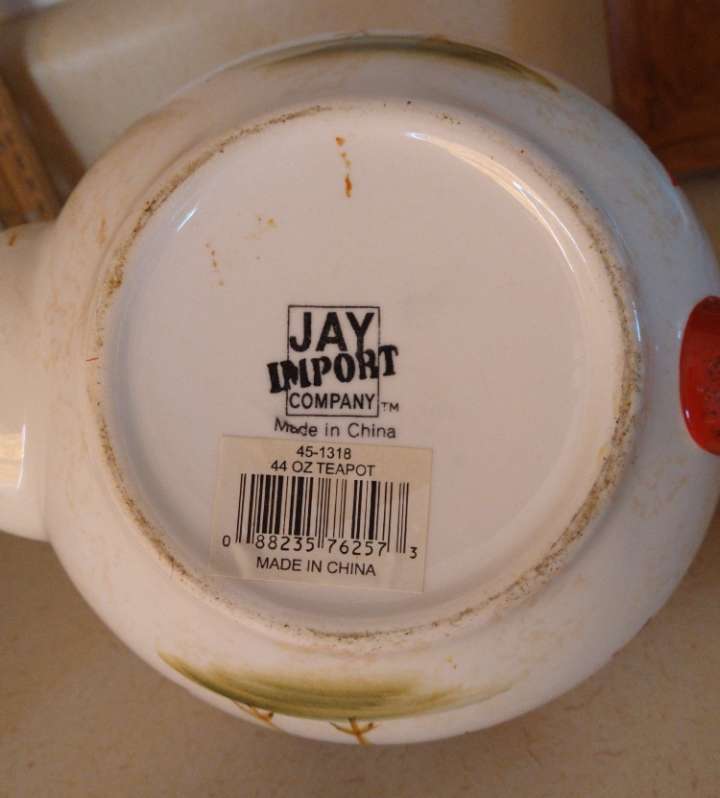 JAY
IMPORT
COMPANY™
Made in China
45-1318
44 OZ TEAPOT
0 88235 76257 3
MADE IN CHINA